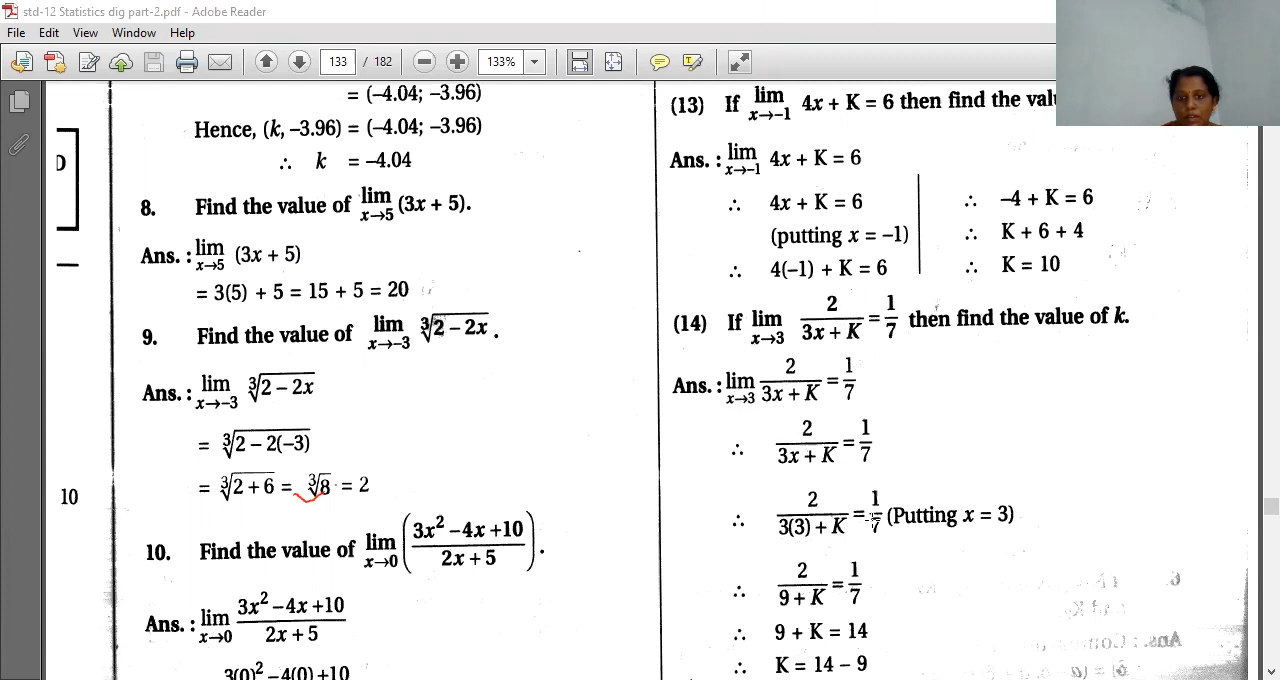 std-12 Statistics dig part-2.pdf - Adobe Reader
File Edit View Window Help
133 / 182 133%
= (–4.04; –3.96)
Hence, (k, –3.96) = (–4.04; –3.96)
∴ k = –4.04
D
8. Find the value of lim x→5 (3x + 5).
Ans. : lim x→5 (3x + 5)
= 3(5) + 5 = 15 + 5 = 20
9. Find the value of lim x→–3 ∛(2 – 2x) .
Ans. : lim x→–3 ∛(2 – 2x)
= ∛(2 – 2(–3))
= ∛(2 + 6) = ∛8 = 2
10
10. Find the value of lim x→0 ((3x² – 4x + 10)/(2x + 5)) .
Ans. : lim x→0 (3x² – 4x + 10)/(2x + 5)
3(0)² – 4(0) + 10
(13) If lim x→–1 4x + K = 6 then find the
Ans. : lim x→–1 4x + K = 6
∴ 4x + K = 6
(putting x = –1)
∴ 4(–1) + K = 6
∴ –4 + K = 6
∴ K + 6 + 4
∴ K = 10
(14) If lim x→3 2/(3x + K) = 1/7 then find the value of k.
Ans. : lim x→3 2/(3x + K) = 1/7
∴ 2/(3x + K) = 1/7
∴ 2/(3(3) + K) = 1/7 (Putting x = 3)
∴ 2/(9 + K) = 1/7
∴ 9 + K = 14
∴ K = 14 – 9